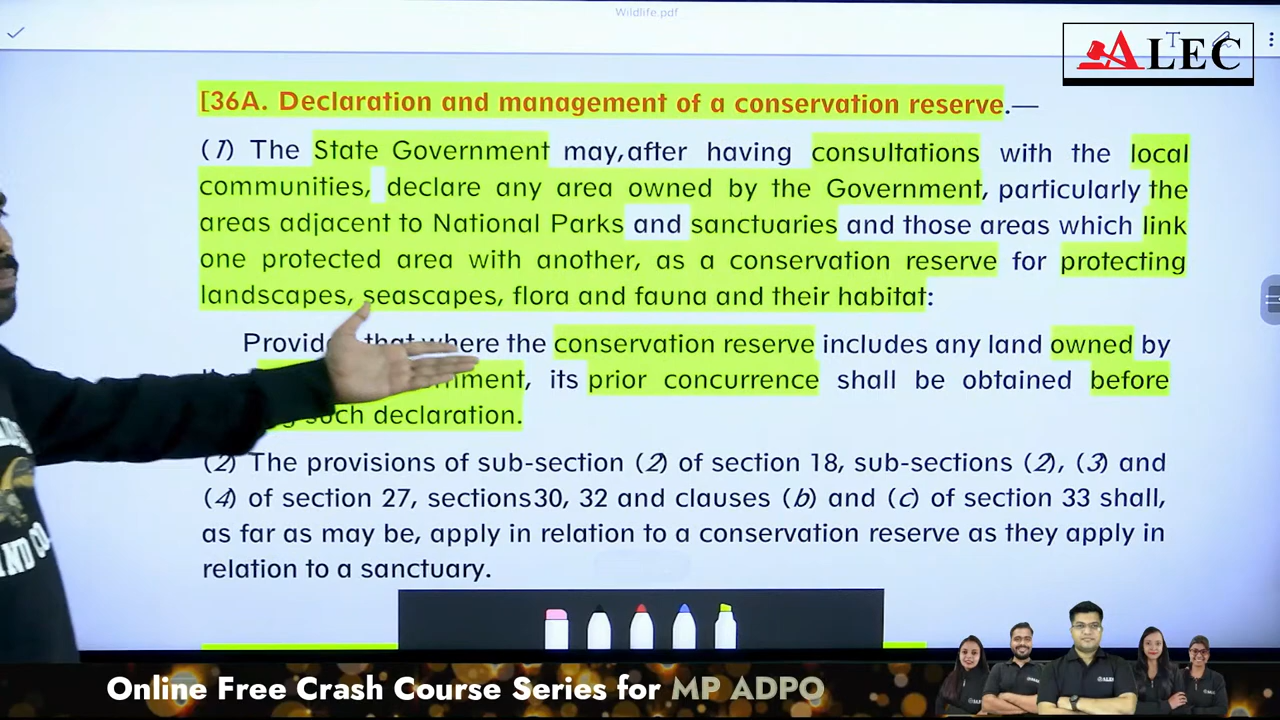 Wildlife.pdf
ALEC
T
[36A. Declaration and management of a conservation reserve.—
(1) The State Government may, after having consultations with the local
communities, declare any area owned by the Government, particularly the
areas adjacent to National Parks and sanctuaries and those areas which link
one protected area with another, as a conservation reserve for protecting
landscapes, seascapes, flora and fauna and their habitat:
that where the conservation reserve includes any land owned by
its prior concurrence shall be obtained before
such declaration.
(2) The provisions of sub-section (2) of section 18, sub-sections (2), (3) and
(4) of section 27, sections30, 32 and clauses (b) and (c) of section 33 shall,
as far as may be, apply in relation to a conservation reserve as they apply in
relation to a sanctuary.
Online Free Crash Course Series for MP ADPO